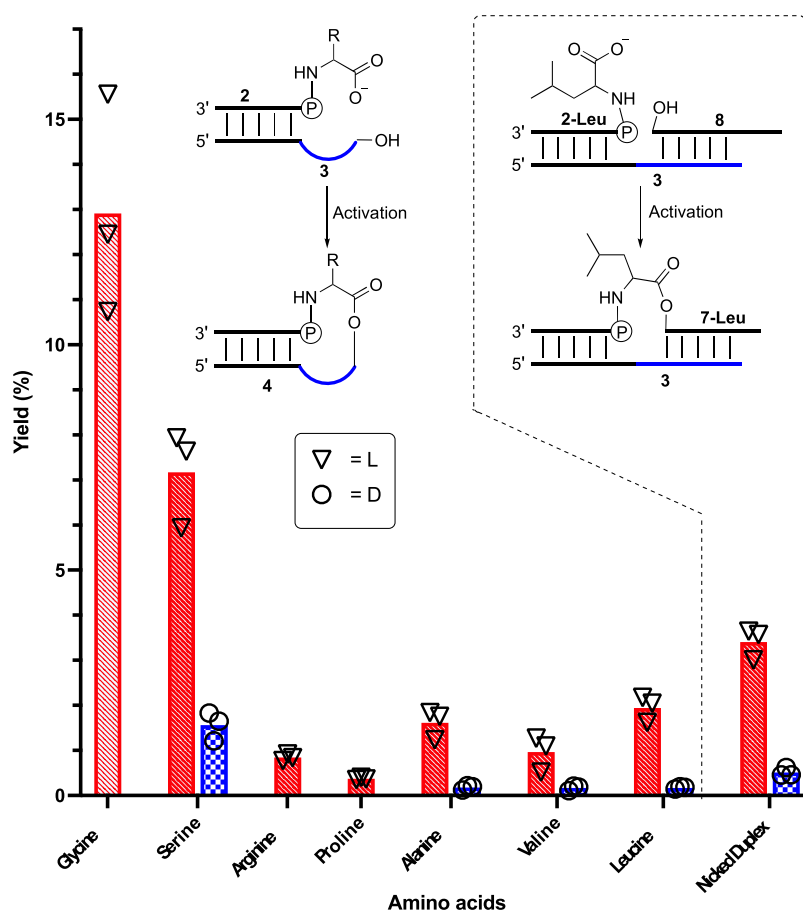 R
HN
O
O⁻
2
P
3'
5'
OH
3
Activation
R
HN
O
O
3'
P
5'
4
O
O⁻
NH
HO
2-Leu
8
3'
P
5'
3
Activation
O
HN
O
7-Leu
3'
P
5'
3
▽ = L
○ = D
Yield (%)
15
10
5
0
Glycine
Serine
Arginine
Proline
Alanine
Valine
Leucine
Nicked Duplex
Amino acids